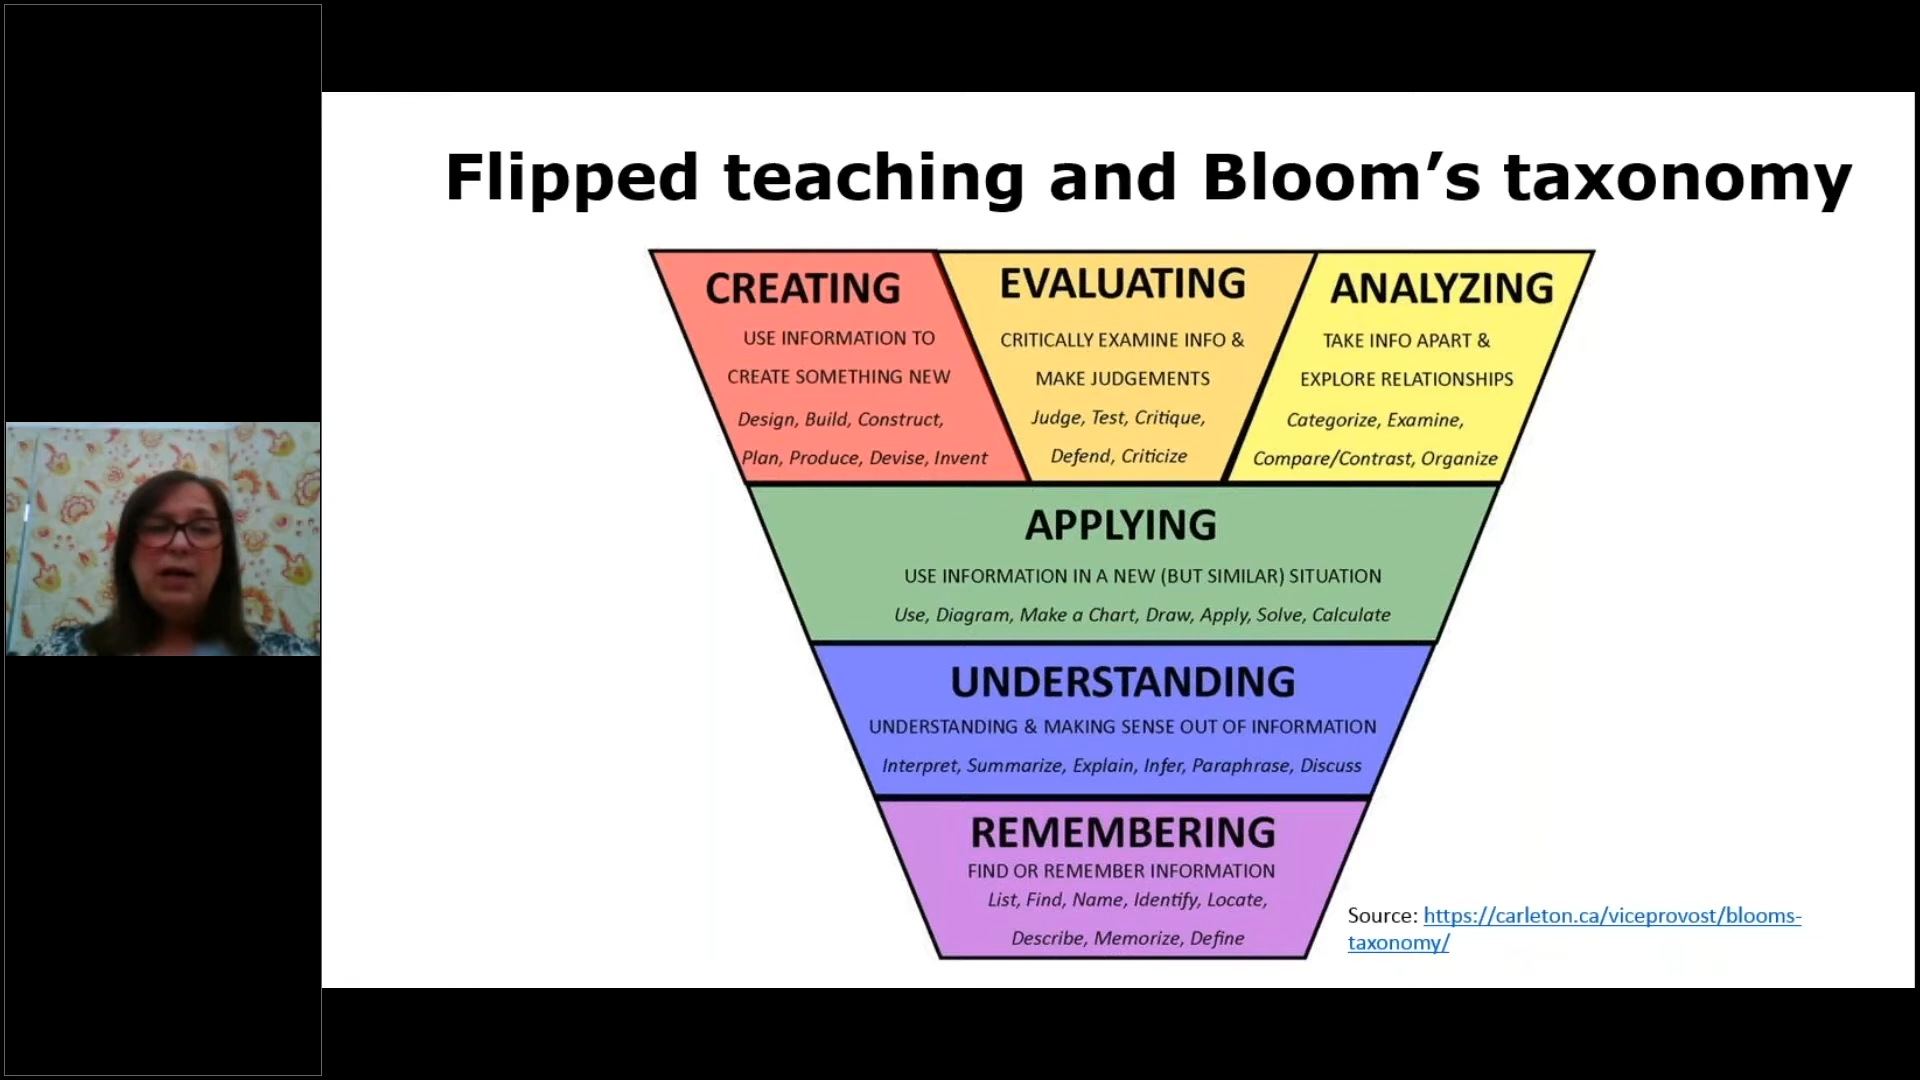 Flipped teaching and Bloom’s taxonomy
CREATING
USE INFORMATION TO
CREATE SOMETHING NEW
Design, Build, Construct,
Plan, Produce, Devise, Invent
EVALUATING
CRITICALLY EXAMINE INFO &
MAKE JUDGEMENTS
Judge, Test, Critique,
Defend, Criticize
ANALYZING
TAKE INFO APART &
EXPLORE RELATIONSHIPS
Categorize, Examine,
Compare/Contrast, Organize
APPLYING
USE INFORMATION IN A NEW (BUT SIMILAR) SITUATION
Use, Diagram, Make a Chart, Draw, Apply, Solve, Calculate
UNDERSTANDING
UNDERSTANDING & MAKING SENSE OUT OF INFORMATION
Interpret, Summarize, Explain, Infer, Paraphrase, Discuss
REMEMBERING
FIND OR REMEMBER INFORMATION
List, Find, Name, Identify, Locate,
Describe, Memorize, Define
Source: https://carleton.ca/viceprovost/blooms-
taxonomy/